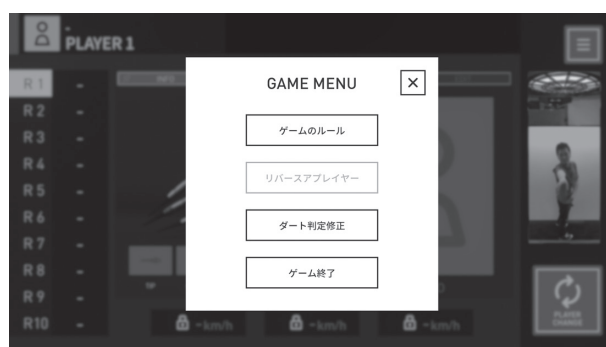 -
PLAYER 1
R1 -
R2 -
R3 -
R4 -
R5 -
R6 -
R7 -
R8 -
R9 -
R10 -
INFO
GAME MENU
ゲームのルール
リバースアプレイヤー
ダート判定修正
ゲーム終了
-km/h
-km/h
-km/h
PLAYER
CHANGE